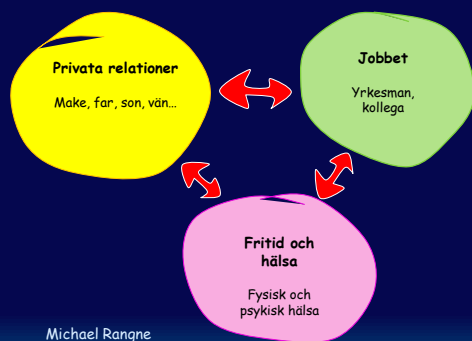 Privata relationer
Make, far, son, vän…
Jobbet
Yrkesman,
kollega
Fritid och
hälsa
Fysisk och
psykisk hälsa
Michael Rangne